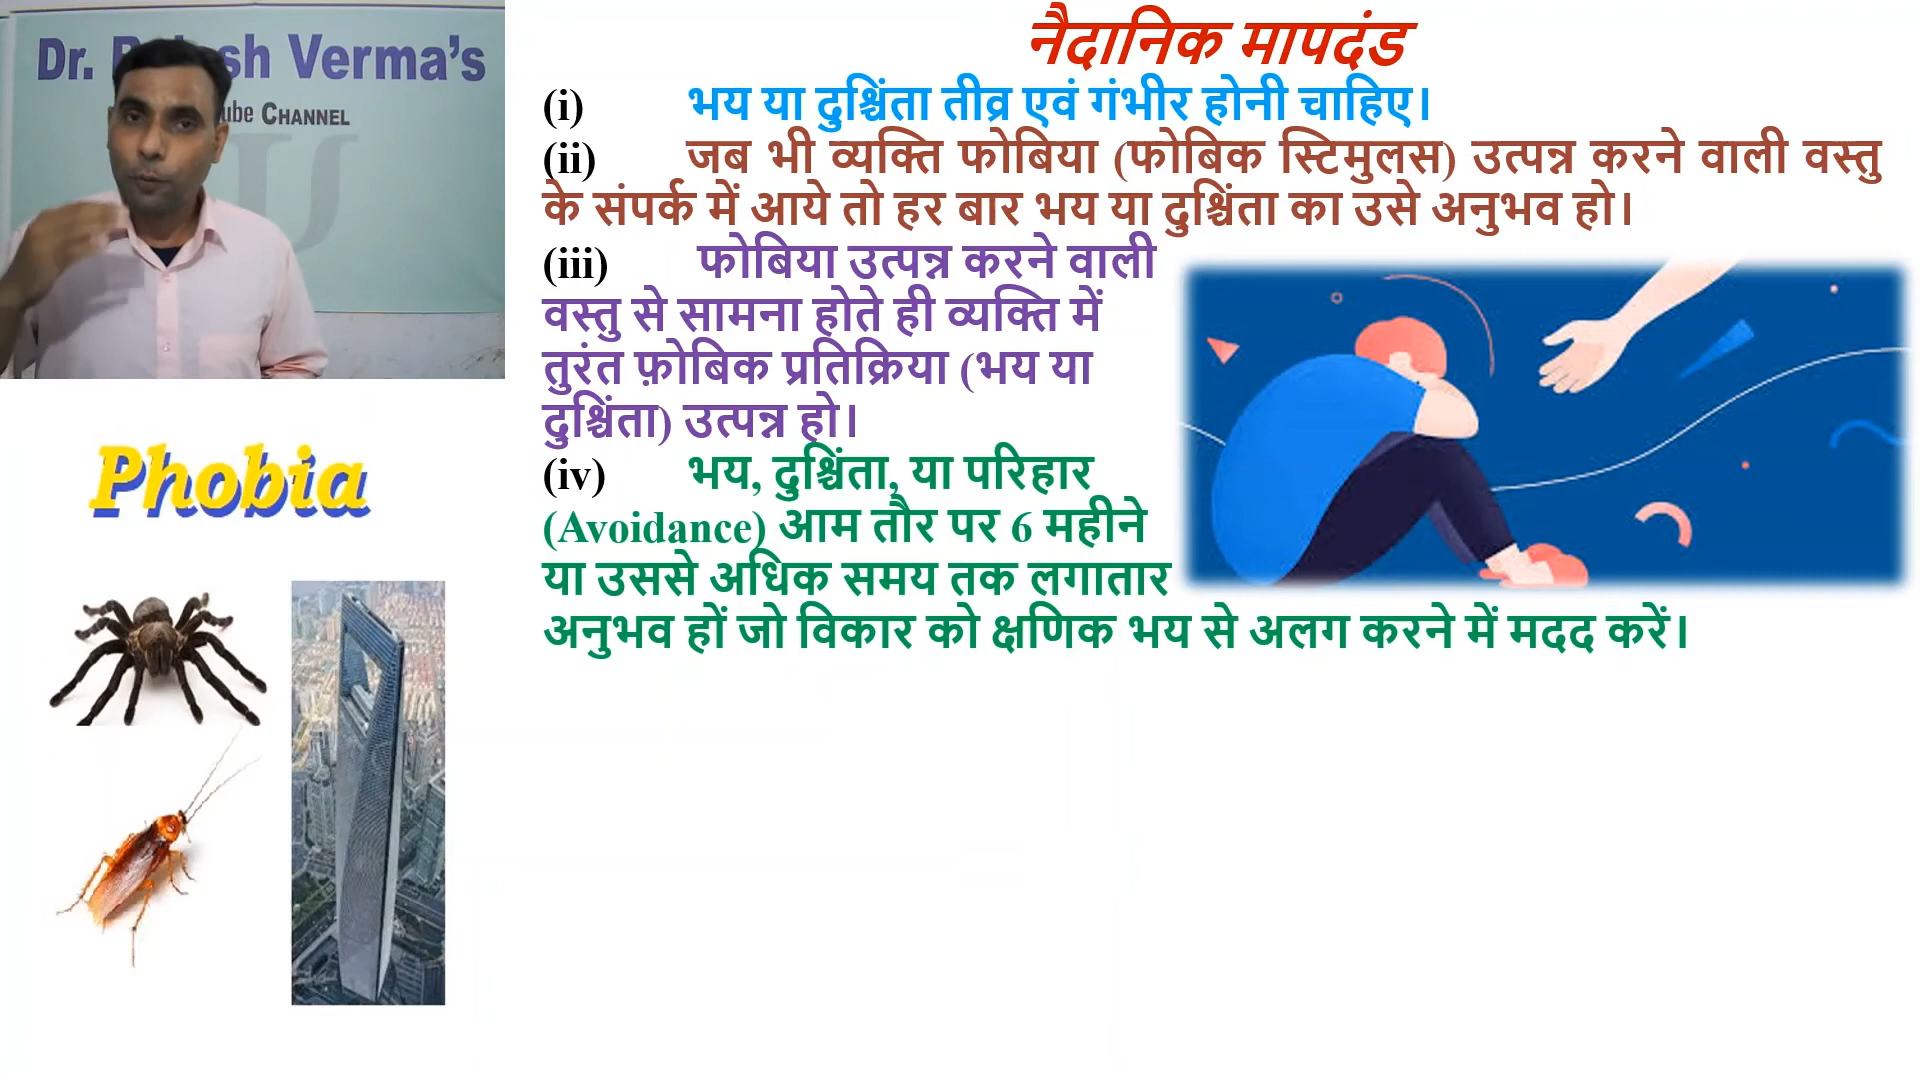 Dr. sh Verma's
ube CHANNEL
नैदानिक मापदंड
(i) भय या दुश्चिंता तीव्र एवं गंभीर होनी चाहिए।
(ii) जब भी व्यक्ति फोबिया (फोबिक स्टिमुलस) उत्पन्न करने वाली वस्तु
के संपर्क में आये तो हर बार भय या दुश्चिंता का उसे अनुभव हो।
(iii) फोबिया उत्पन्न करने वाली
वस्तु से सामना होते ही व्यक्ति में
तुरंत फ़ोबिक प्रतिक्रिया (भय या
दुश्चिंता) उत्पन्न हो।
(iv) भय, दुश्चिंता, या परिहार
(Avoidance) आम तौर पर 6 महीने
या उससे अधिक समय तक लगातार
अनुभव हों जो विकार को क्षणिक भय से अलग करने में मदद करें।
Phobia